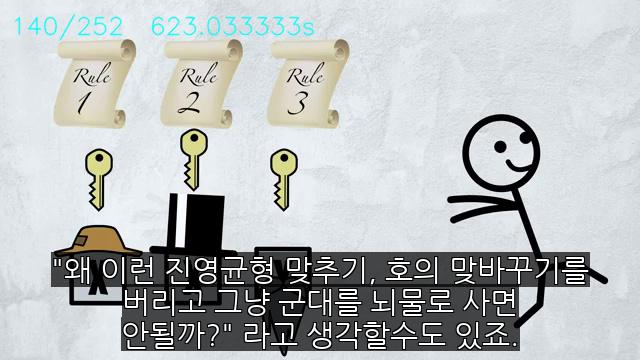 140/252 623.033333s
Rule 1
Rule 2
Rule 3
"왜 이런 진영균형 맞추기, 호의 맞바꾸기를
버리고 그냥 군대를 뇌물로 사면
안될까?" 라고 생각할수도 있죠.